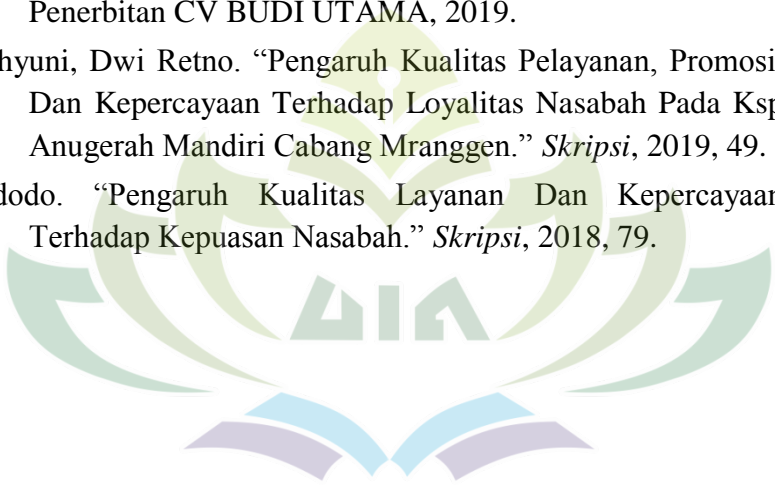 Penerbitan CV BUDI UTAMA, 2019.
hyuni, Dwi Retno. “Pengaruh Kualitas Pelayanan, Promosi
Dan Kepercayaan Terhadap Loyalitas Nasabah Pada Ksp
Anugerah Mandiri Cabang Mranggen.” Skripsi, 2019, 49.
dodo. “Pengaruh Kualitas Layanan Dan Kepercayaan
Terhadap Kepuasan Nasabah.” Skripsi, 2018, 79.
UIN